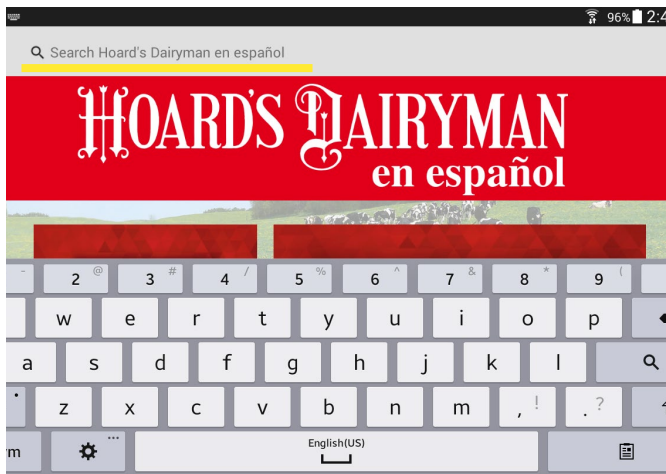 96% 2:4
Search Hoard's Dairyman en español
HOARD'S DAIRYMAN
en español
- 2 @ 3 # 4 / 5 % 6 ^ 7 & 8 * 9 (
w e r t y u i o p
a s d f g h j k l
z x c v b n m , ! . ?
m ... English(US)